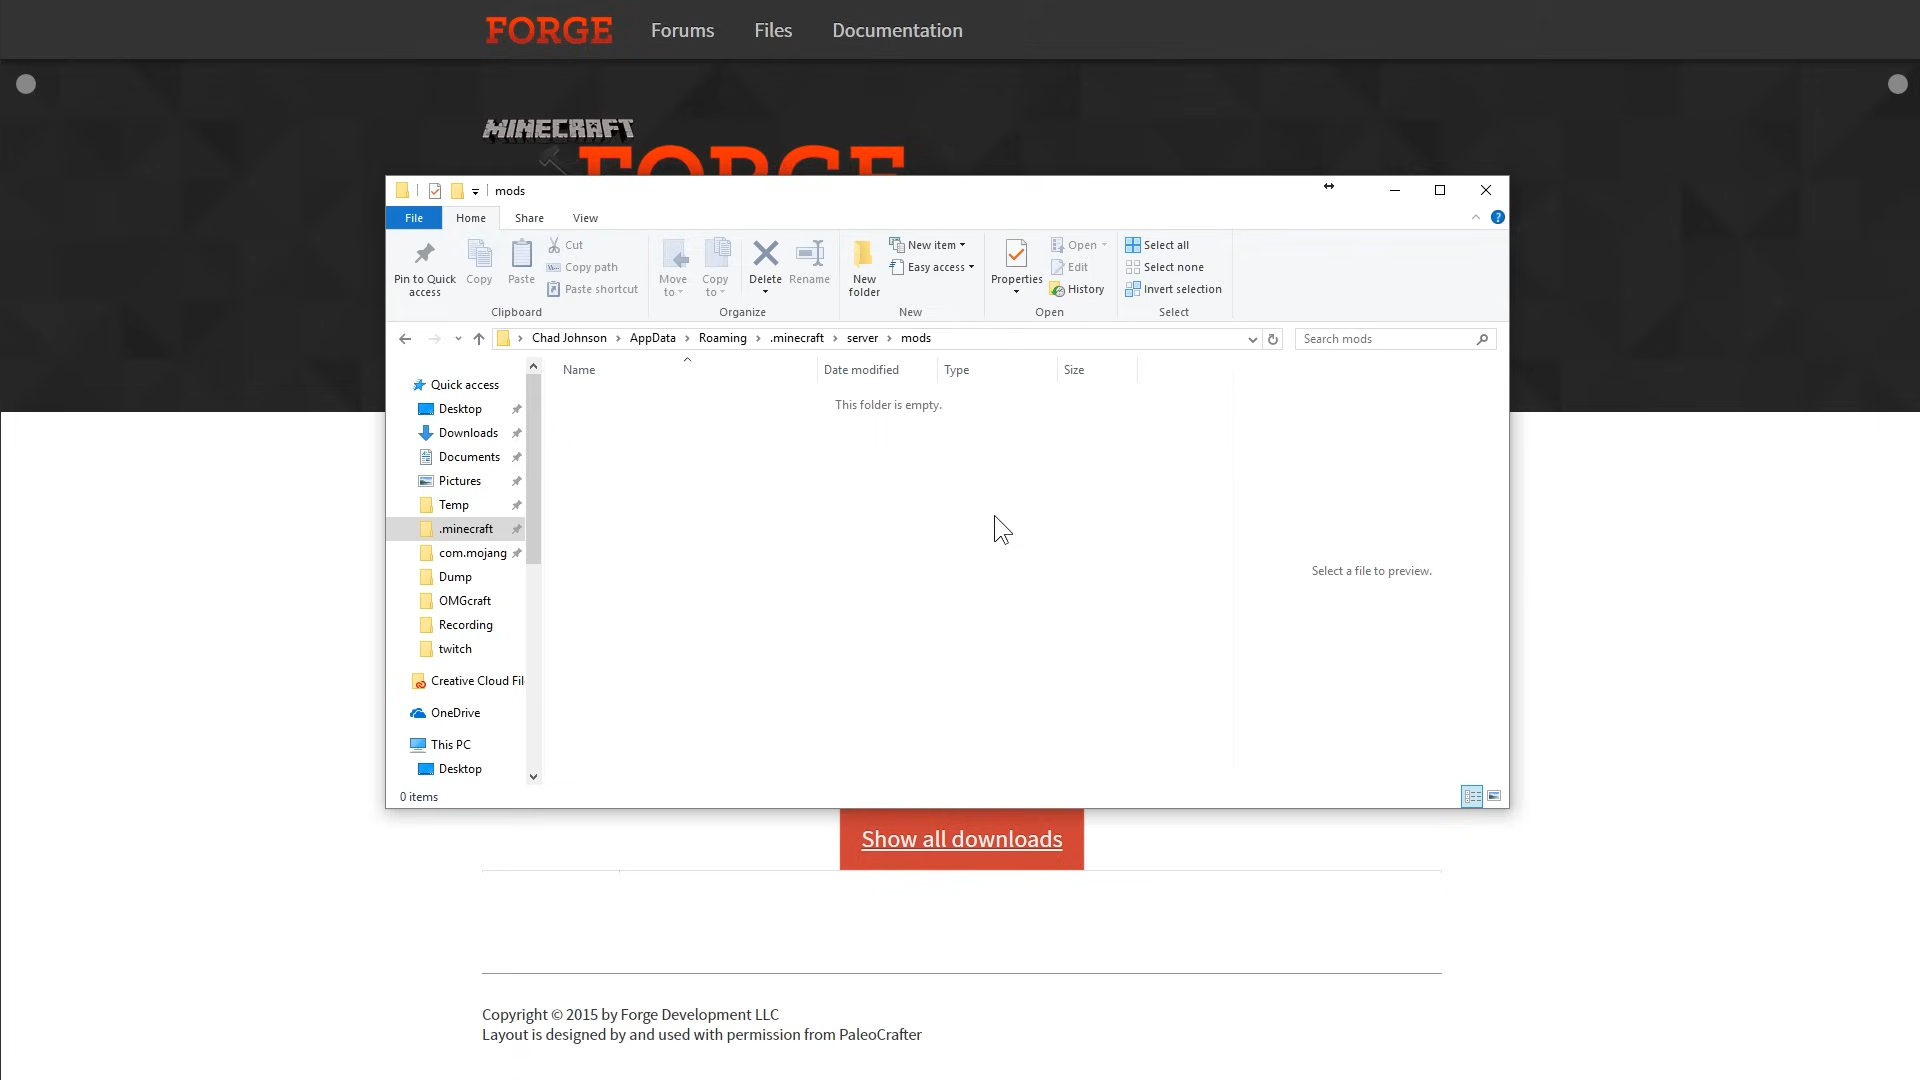 FORGE Forums Files Documentation
MINECRAFT
FORGE
mods
File Home Share View
Pin to Quick access
Copy
Paste
Cut
Copy path
Paste shortcut
Clipboard
Move to
Copy to
Delete
Rename
Organize
New folder
New item
Easy access
New
Properties
Open
Edit
History
Open
Select all
Select none
Invert selection
Select
Chad Johnson > AppData > Roaming > .minecraft > server > mods
Search mods
Name Date modified Type Size
This folder is empty.
Quick access
Desktop
Downloads
Documents
Pictures
Temp
.minecraft
com.mojang
Dump
OMGcraft
Recording
twitch
Creative Cloud Fil
OneDrive
This PC
Desktop
Select a file to preview.
0 items
Show all downloads
Copyright © 2015 by Forge Development LLC
Layout is designed by and used with permission from PaleoCrafter